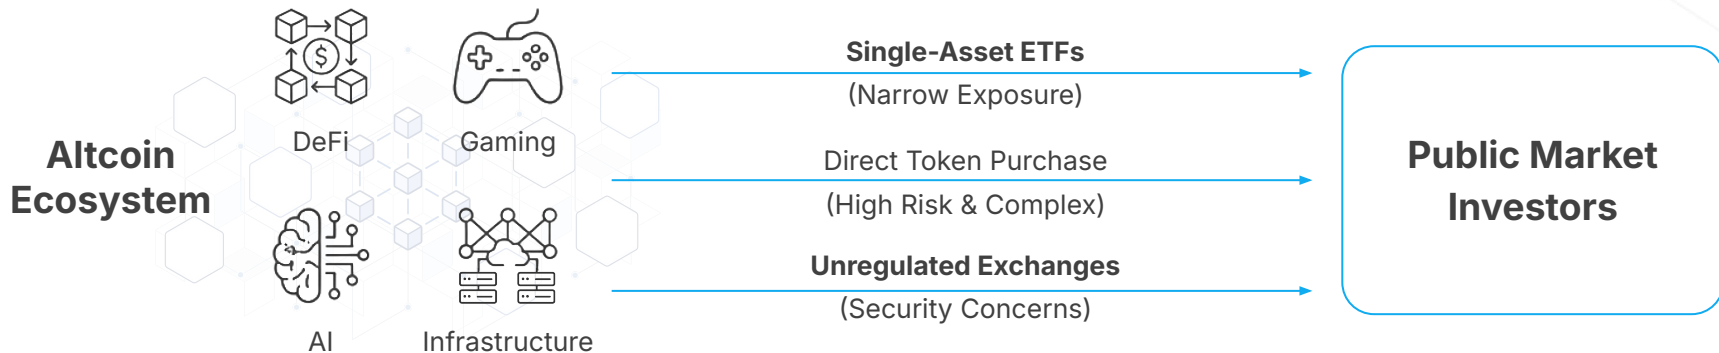 Altcoin
Ecosystem
$
DeFi
Gaming
AI
Infrastructure
Single-Asset ETFs
(Narrow Exposure)
Direct Token Purchase
(High Risk & Complex)
Unregulated Exchanges
(Security Concerns)
Public Market
Investors